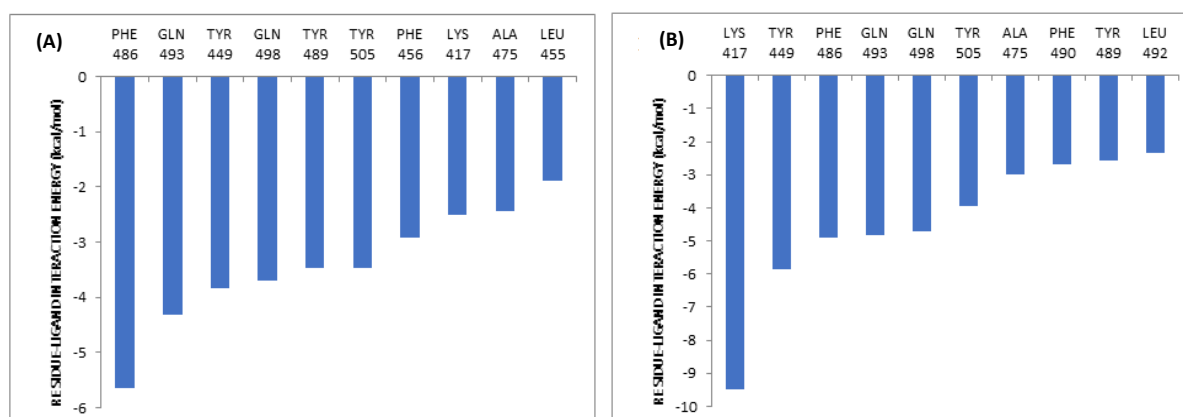 (A)
PHE GLN TYR GLN TYR TYR PHE LYS ALA LEU
486 493 449 498 489 505 456 417 475 455
0
-1
-2
-3
-4
-5
-6
RESIDUE-LIGAND INTERACTION ENERGY (kcal/mol)
(B)
LYS TYR PHE GLN GLN TYR ALA PHE TYR LEU
417 449 486 493 498 505 475 490 489 492
0
-1
-2
-3
-4
-5
-6
-7
-8
-9
-10
RESIDUE-LIGAND INTERACTION ENERGY (kcal/mol)